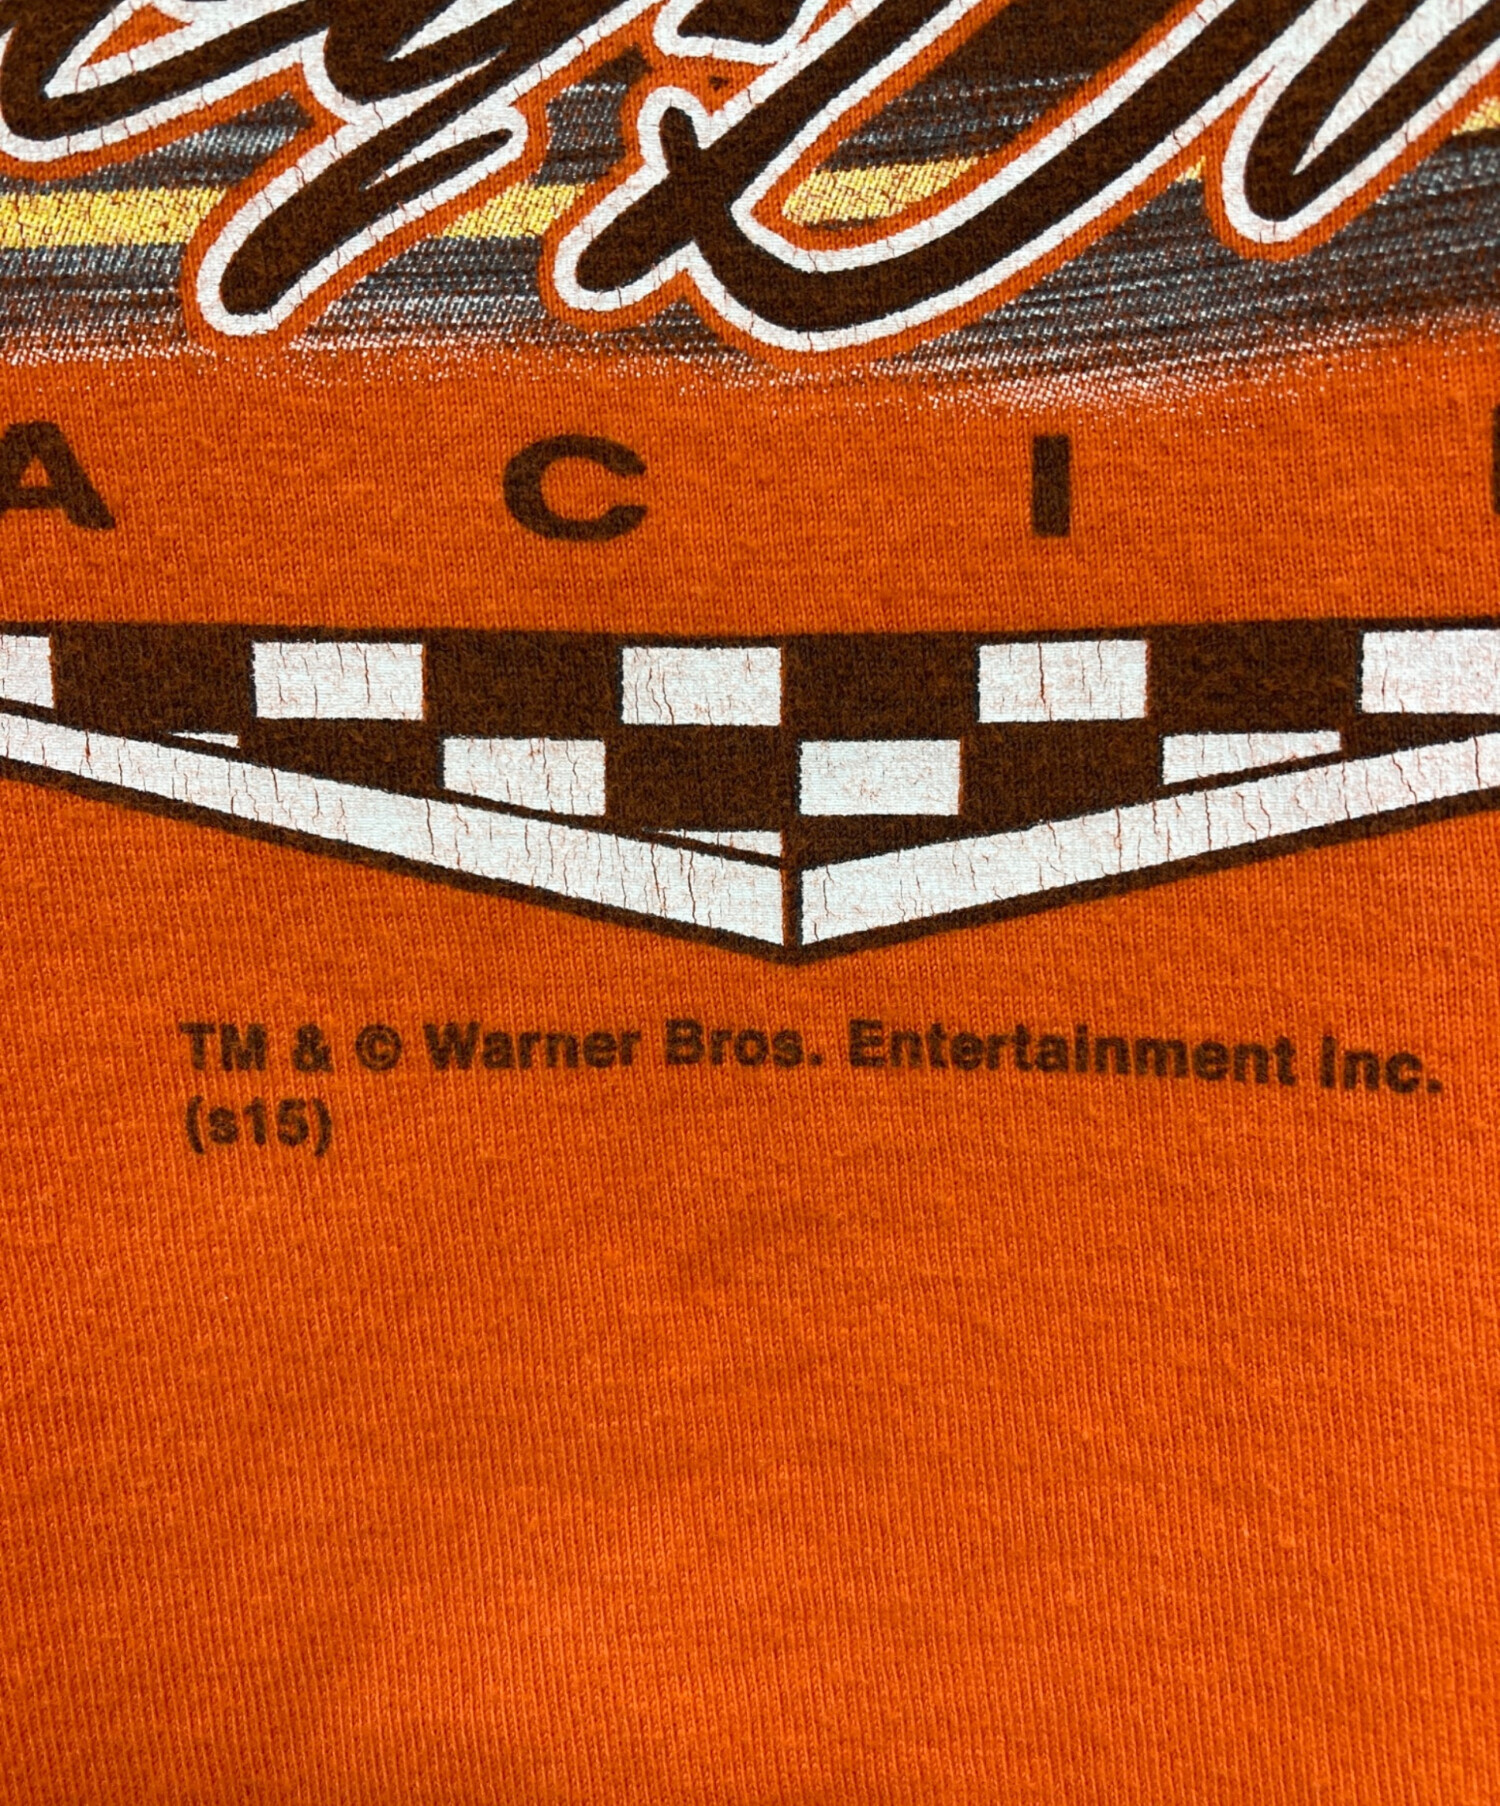 A C I
TM & © Warner Bros. Entertainment Inc.
(s15)